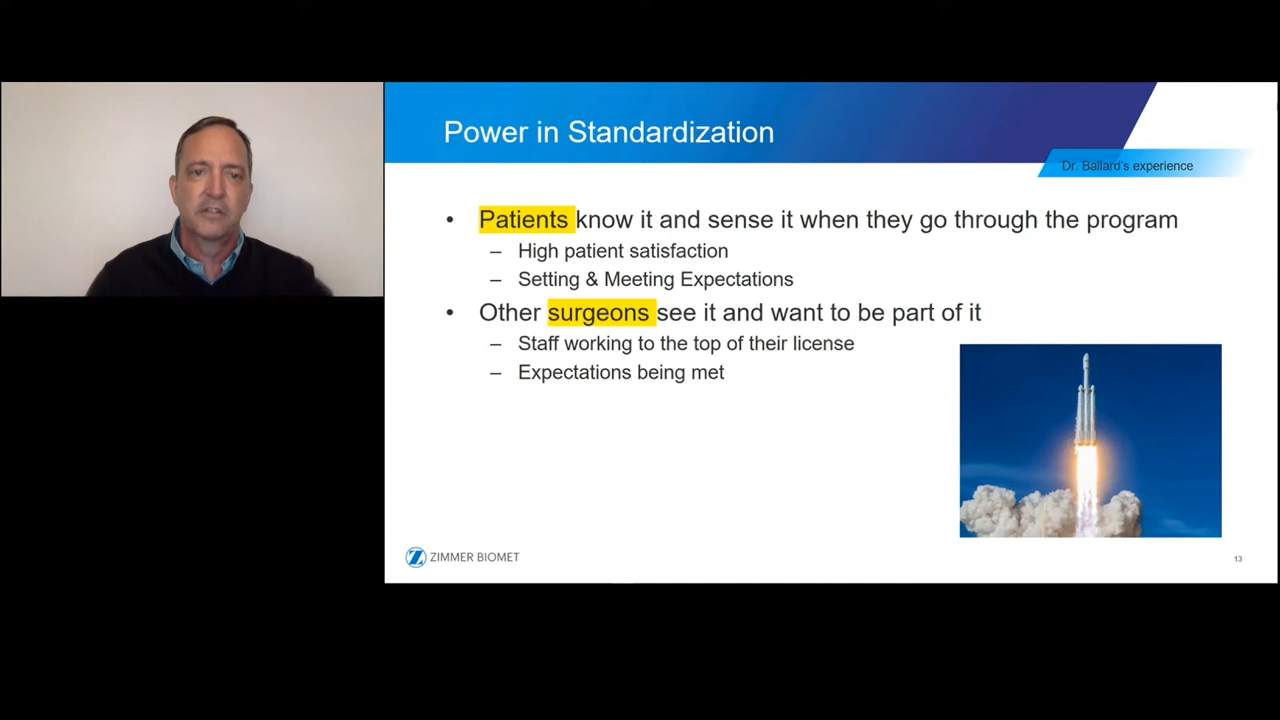 Power in Standardization
Dr. Ballard's experience
• Patients know it and sense it when they go through the program
– High patient satisfaction
– Setting & Meeting Expectations
• Other surgeons see it and want to be part of it
– Staff working to the top of their license
– Expectations being met
ZIMMER BIOMET
13